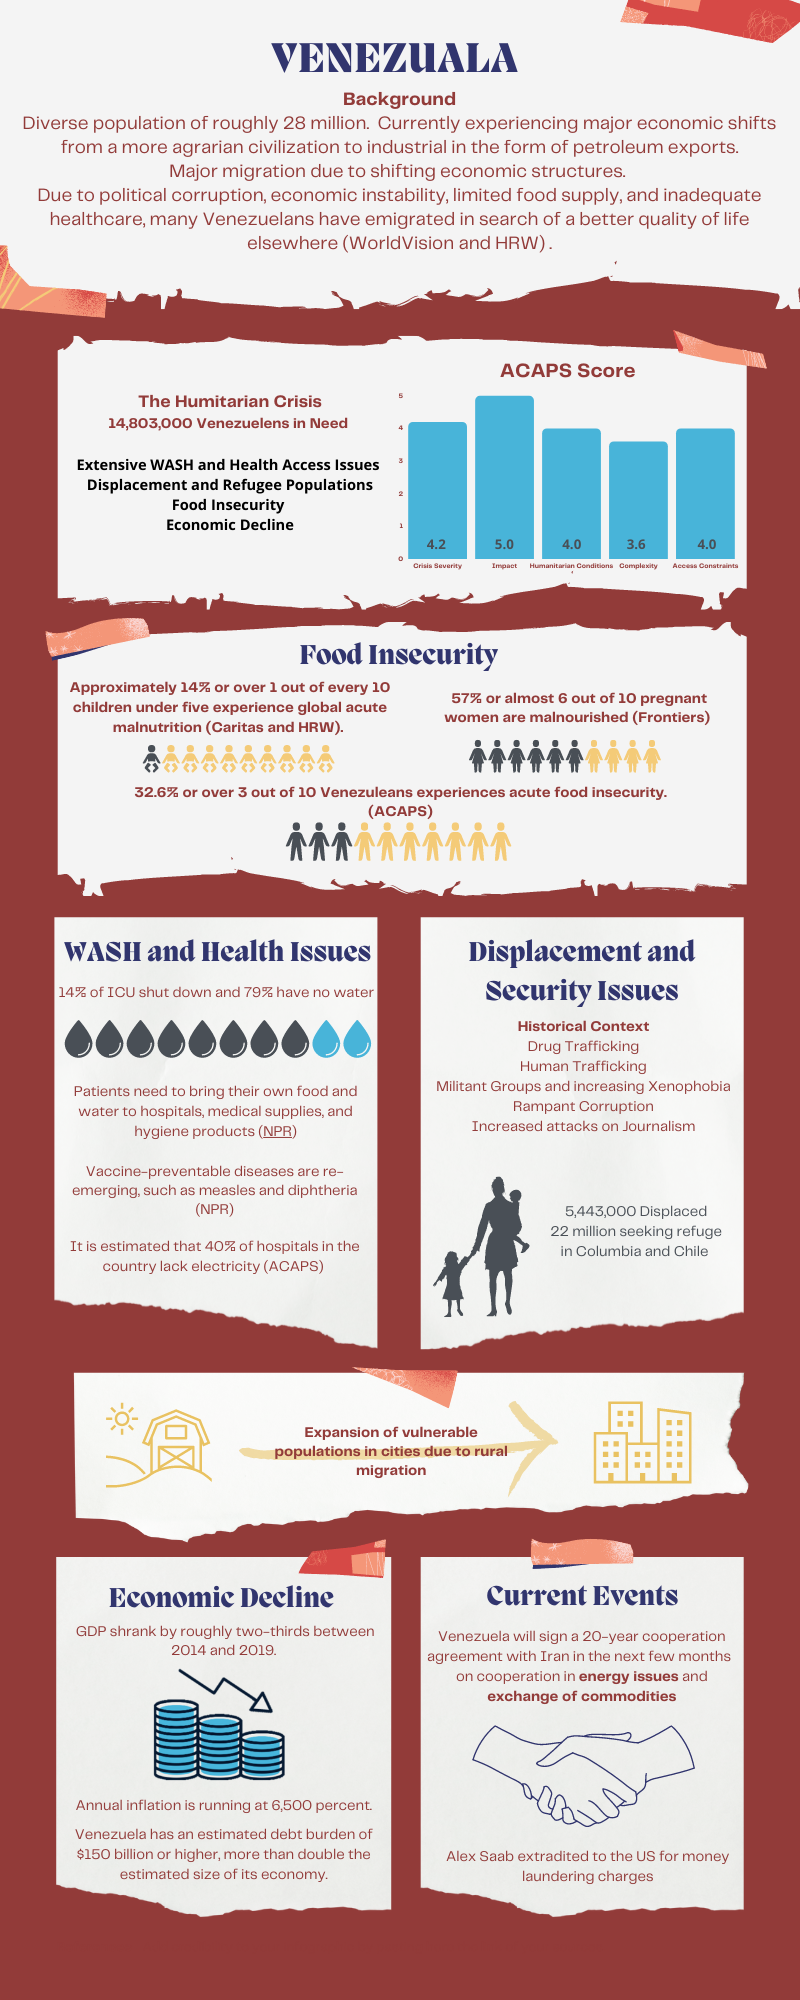 VENEZUALA
Background
Diverse population of roughly 28 million. Currently experiencing major economic shifts
from a more agrarian civilization to industrial in the form of petroleum exports.
Major migration due to shifting economic structures.
Due to political corruption, economic instability, limited food supply, and inadequate
healthcare, many Venezuelans have emigrated in search of a better quality of life
elsewhere (WorldVision and HRW) .
The Humitarian Crisis
14,803,000 Venezuelens in Need
Extensive WASH and Health Access Issues
Displacement and Refugee Populations
Food Insecurity
Economic Decline
ACAPS Score
5
4
3
2
1
0
4.2
5.0
4.0
3.6
4.0
Crisis Severity
Impact
Humanitarian Conditions
Complexity
Access Constraints
Food Insecurity
Approximately 14% or over 1 out of every 10
children under five experience global acute
malnutrition (Caritas and HRW).
57% or almost 6 out of 10 pregnant
women are malnourished (Frontiers)
32.6% or over 3 out of 10 Venezuleans experiences acute food insecurity.
(ACAPS)
WASH and Health Issues
14% of ICU shut down and 79% have no water
Patients need to bring their own food and
water to hospitals, medical supplies, and
hygiene products (NPR)
Vaccine-preventable diseases are re-
emerging, such as measles and diphtheria
(NPR)
It is estimated that 40% of hospitals in the
country lack electricity (ACAPS)
Displacement and
Security Issues
Historical Context
Drug Trafficking
Human Trafficking
Militant Groups and increasing Xenophobia
Rampant Corruption
Increased attacks on Journalism
5,443,000 Displaced
22 million seeking refuge
in Columbia and Chile
Expansion of vulnerable
populations in cities due to rural
migration
Economic Decline
GDP shrank by roughly two-thirds between
2014 and 2019.
Annual inflation is running at 6,500 percent.
Venezuela has an estimated debt burden of
$150 billion or higher, more than double the
estimated size of its economy.
Current Events
Venezuela will sign a 20-year cooperation
agreement with Iran in the next few months
on cooperation in energy issues and
exchange of commodities
Alex Saab extradited to the US for money
laundering charges